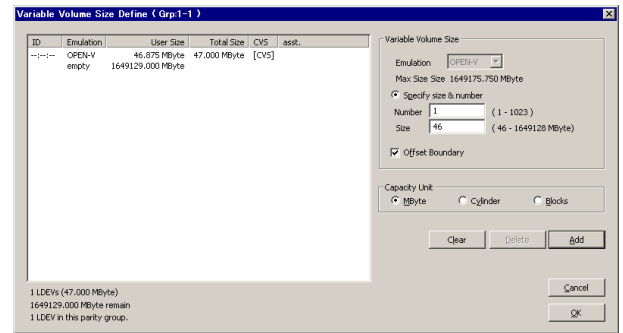 Variable Volume Size Define ( Grp:1-1 )
ID Emulation User Size Total Size CVS asst.
--:--:-- OPEN-V 46.875 MByte 47.000 MByte [CVS]
empty 1649129.000 MByte
1 LDEVs (47.000 MByte)
1649129.000 MByte remain
1 LDEV in this parity group.
Variable Volume Size
Emulation OPEN-V
Max Size Size 1649175.750 MByte
Specify size & number
Number 1 ( 1 - 1023 )
Size 46 ( 46 - 1649128 MByte)
Offset Boundary
Capacity Unit
MByte Cylinder Blocks
Clear Delete Add
Cancel
OK